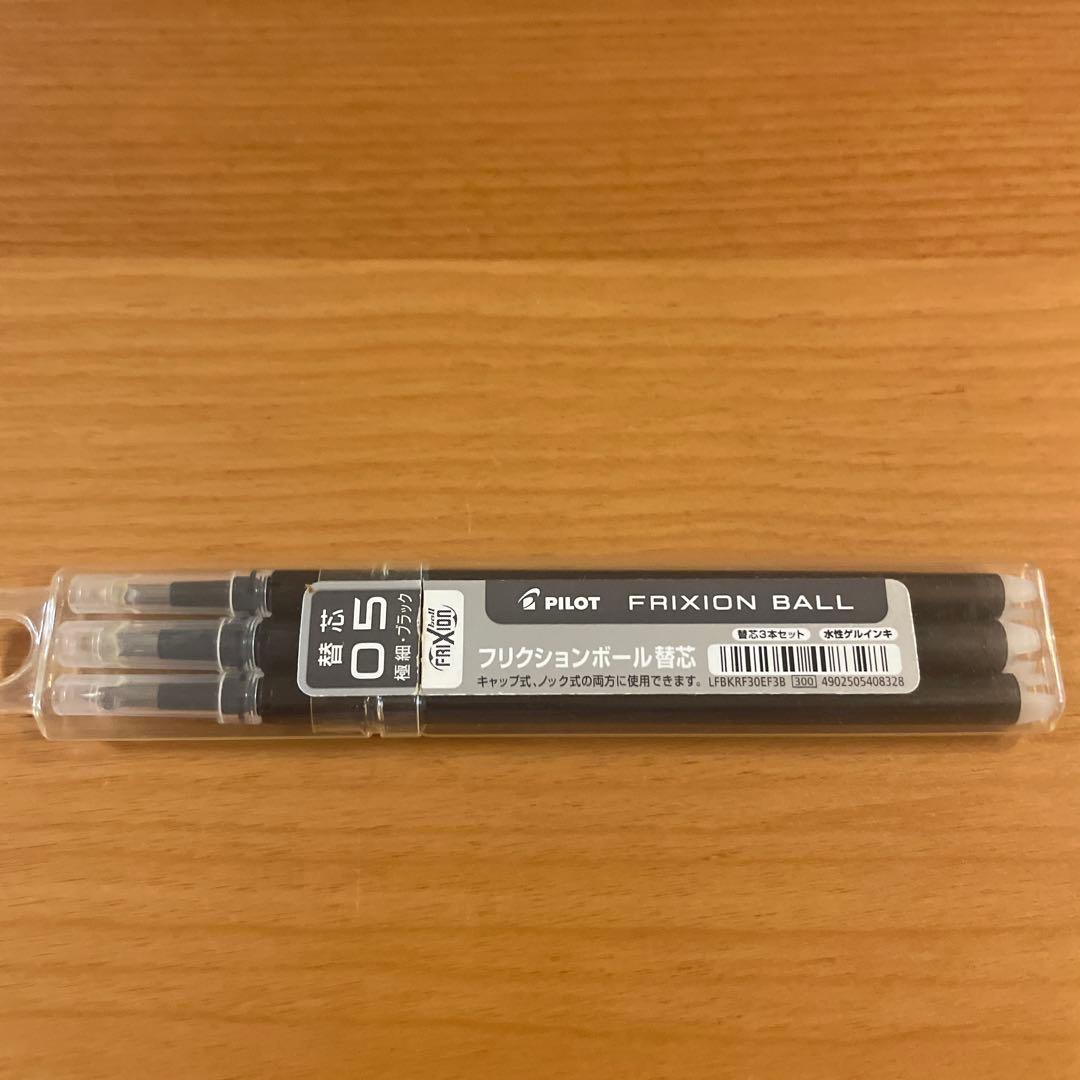 替芯
05
極細・ブラック
FRIXION ball
PILOT FRIXION BALL
替芯3本セット 水性ゲルインキ
フリクションボール替芯
キャップ式、ノック式の両方に使用できます。 LFBKRF30EF3B 300 4902505408328